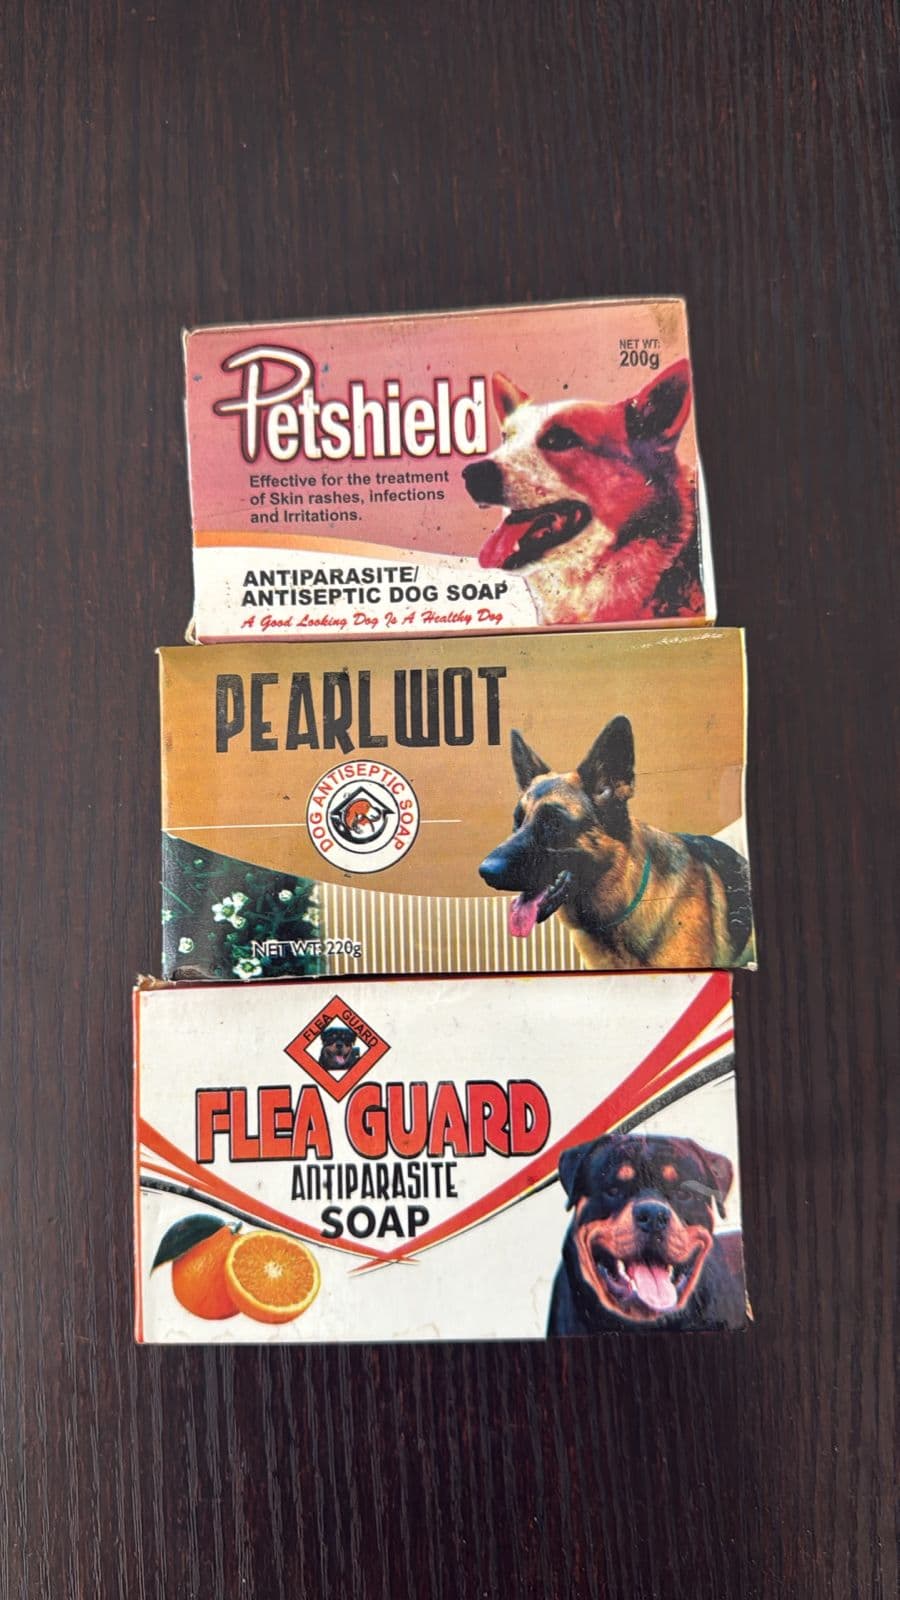 Petshield
NET WT:
200g
Effective for the treatment
of Skin rashes, infections
and Irritations.
ANTIPARASITE/
ANTISEPTIC DOG SOAP
A Good Looking Dog Is A Healthy Dog
PEARLWOT
DOG ANTISEPTIC SOAP
NET WT: 220g
FLEA GUARD
FLEA GUARD
ANTIPARASITE
SOAP